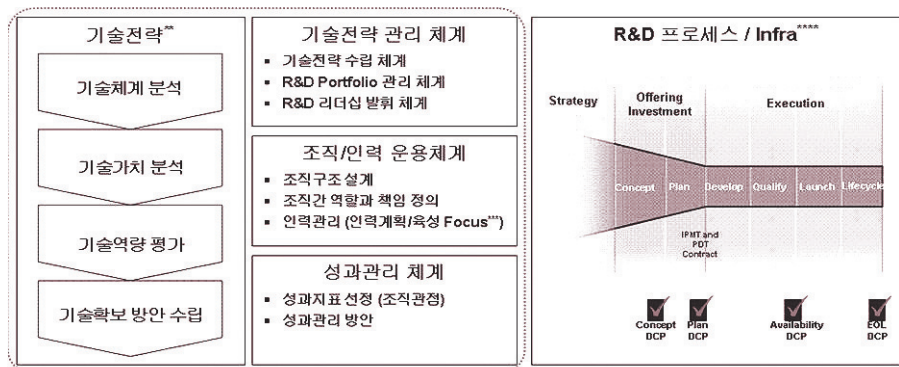 기술전략**
기술체계 분석
기술가치 분석
기술역량 평가
기술확보 방안 수립
기술전략 관리 체계
▪ 기술전략 수립 체계
▪ R&D Portfolio 관리 체계
▪ R&D 리더십 발휘 체계
조직/인력 운용체계
▪ 조직구조 설계
▪ 조직간 역할과 책임 정의
▪ 인력관리 (인력계획/육성 Focus***)
성과관리 체계
▪ 성과지표 선정 (조직관점)
▪ 성과관리 방안
R&D 프로세스 / Infra****
Strategy
Offering
Investment
Execution
Concept
Plan
Develop
Qualify
Launch
Lifecycle
IPMT and
PDT
Contract
Concept
DCP
Plan
DCP
Availability
DCP
EOL
DCP